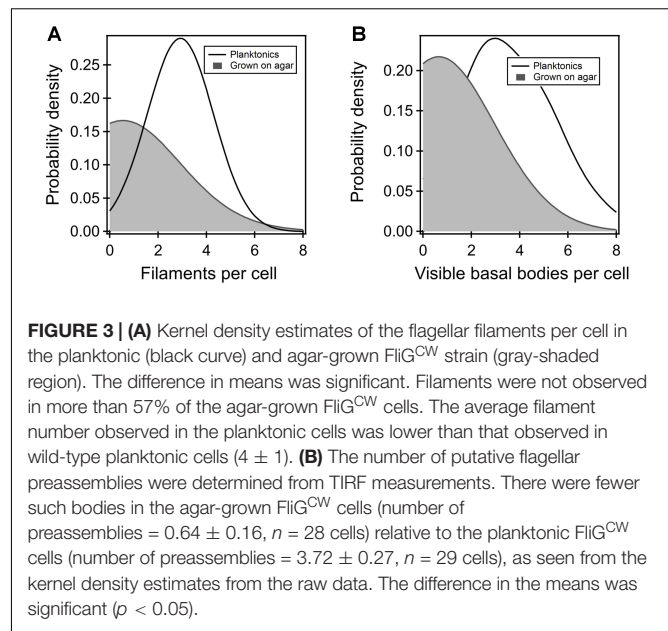 A
Probability density
0.25
0.20
0.15
0.10
0.05
0.00
Planktonics
Grown on agar
0 2 4 6 8
Filaments per cell
B
Probability density
0.20
0.15
0.10
0.05
0.00
Planktonics
Grown on agar
0 2 4 6 8
Visible basal bodies per cell
FIGURE 3 | (A) Kernel density estimates of the flagellar filaments per cell in
the planktonic (black curve) and agar-grown FliG^CW strain (gray-shaded
region). The difference in means was significant. Filaments were not observed
in more than 57% of the agar-grown FliG^CW cells. The average filament
number observed in the planktonic cells was lower than that observed in
wild-type planktonic cells (4 ± 1). (B) The number of putative flagellar
preassemblies were determined from TIRF measurements. There were fewer
such bodies in the agar-grown FliG^CW cells (number of
preassemblies = 0.64 ± 0.16, n = 28 cells) relative to the planktonic FliG^CW
cells (number of preassemblies = 3.72 ± 0.27, n = 29 cells), as seen from the
kernel density estimates from the raw data. The difference in the means was
significant (p < 0.05).